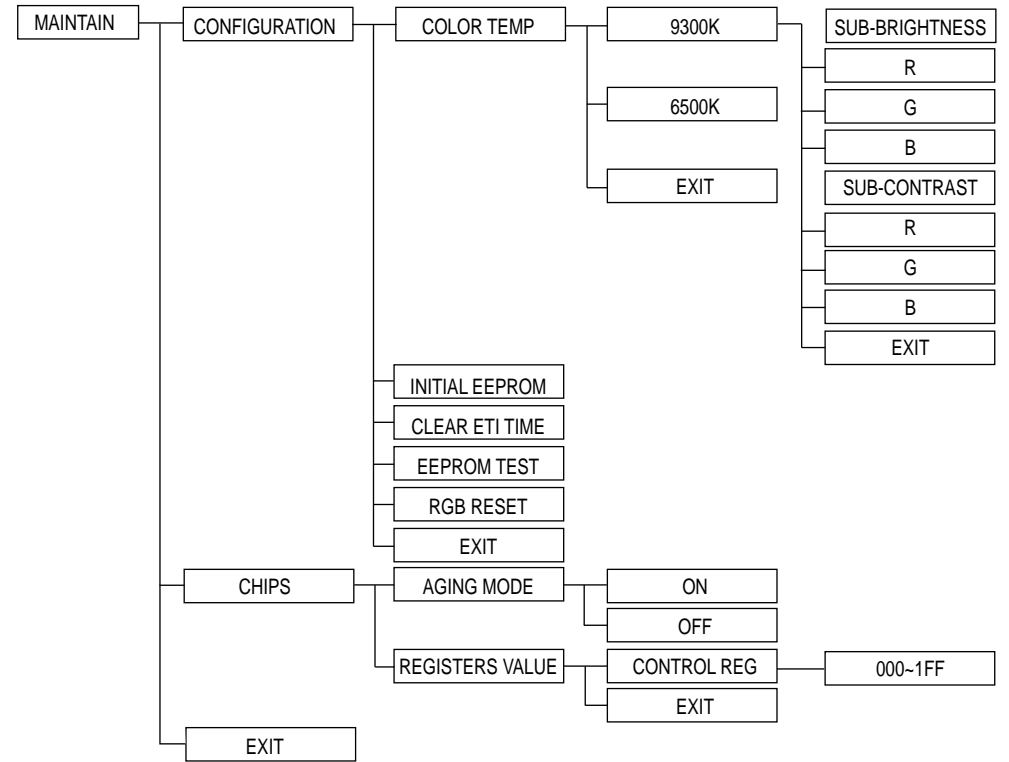 MAINTAIN
CONFIGURATION
COLOR TEMP
9300K
SUB-BRIGHTNESS
R
G
B
SUB-CONTRAST
R
G
B
EXIT
6500K
EXIT
INITIAL EEPROM
CLEAR ETI TIME
EEPROM TEST
RGB RESET
EXIT
CHIPS
AGING MODE
ON
OFF
REGISTERS VALUE
CONTROL REG
000~1FF
EXIT
EXIT